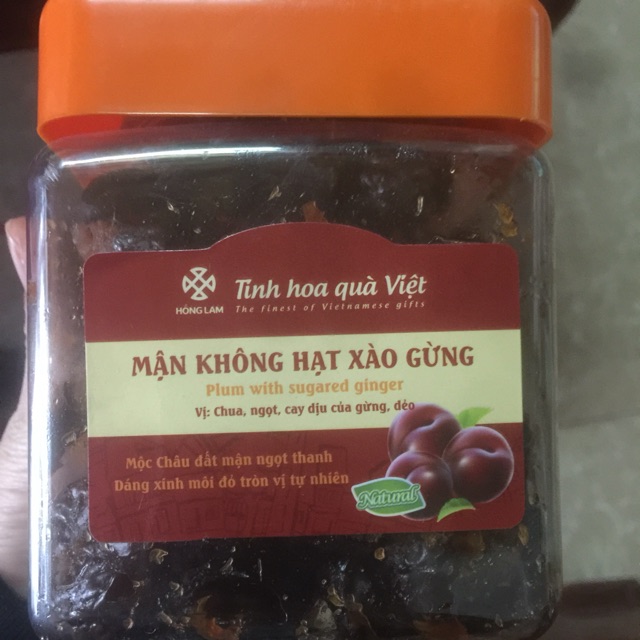 HỒNG LAM
Tinh hoa quà Việt
The finest of Vietnamese gifts
MẬN KHÔNG HẠT XÀO GỪNG
Plum with sugared ginger
Vị: Chua, ngọt, cay dịu của gừng, dẻo
Mộc Châu đất mận ngọt thanh
Dáng xinh môi đỏ tròn vị tự nhiên
Natural